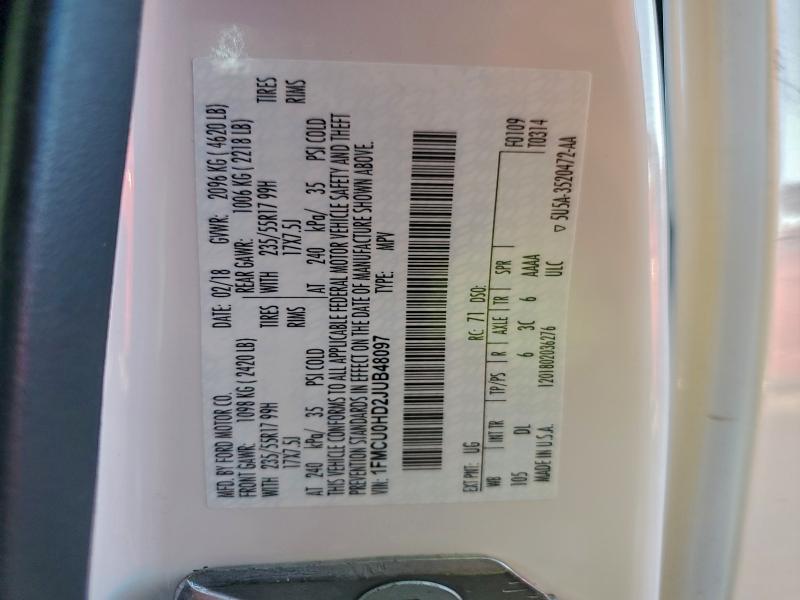 MFD. BY FORD MOTOR CO. DATE: 02/18 GVWR: 2096 KG ( 4620 LB)
FRONT GAWR: 1098 KG ( 2420 LB) REAR GAWR: 1006 KG ( 2218 LB)
WITH 235/55R17 99H TIRES WITH 235/55R17 99H TIRES
17X7.5J RIMS 17X7.5J RIMS
AT 240 kPa/ 35 PSI COLD AT 240 kPa/ 35 PSI COLD
THIS VEHICLE CONFORMS TO ALL APPLICABLE FEDERAL MOTOR VEHICLE SAFETY AND THEFT
PREVENTION STANDARDS IN EFFECT ON THE DATE OF MANUFACTURE SHOWN ABOVE.
VIN: 1FMCU0HD2JUB48097 TYPE: MPV
EXT PNT: UG RC: 71 DSO:
WB INT TR TP/PS R AXLE TR SPR F0109
105 DL 6 3C 6 AAAA T0314
MADE IN U.S.A. 1201802036276 ULC ▽ 5U5A-3520472-AA